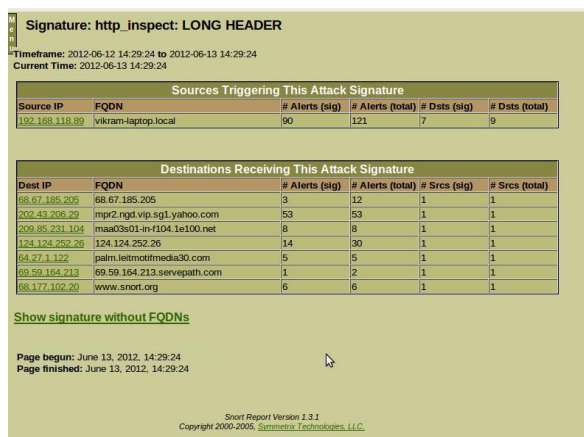 Menu
Signature: http_inspect: LONG HEADER
Timeframe: 2012-06-12 14:29:24 to 2012-06-13 14:29:24
Current Time: 2012-06-13 14:29:24
Sources Triggering This Attack Signature
Source IP FQDN # Alerts (sig) # Alerts (total) # Dsts (sig) # Dsts (total)
192.168.118.89 vikram-laptop.local 90 121 7 9
Destinations Receiving This Attack Signature
Dest IP FQDN # Alerts (sig) # Alerts (total) # Srcs (sig) # Srcs (total)
68.67.185.205 68.67.185.205 3 12 1 1
202.43.206.29 mpr2.ngd.vip.sg1.yahoo.com 53 53 1 1
209.85.231.104 maa03s01-in-f104.1e100.net 8 8 1 1
124.124.252.26 124.124.252.26 14 30 1 1
64.27.1.122 palm.leitmotifmedia30.com 5 5 1 1
69.59.164.213 69.59.164.213.servepath.com 1 2 1 1
68.177.102.20 www.snort.org 6 6 1 1
Show signature without FQDNs
Page begun: June 13, 2012, 14:29:24
Page finished: June 13, 2012, 14:29:24
Snort Report Version 1.3.1
Copyright 2000-2005, Symmetrix Technologies, LLC.